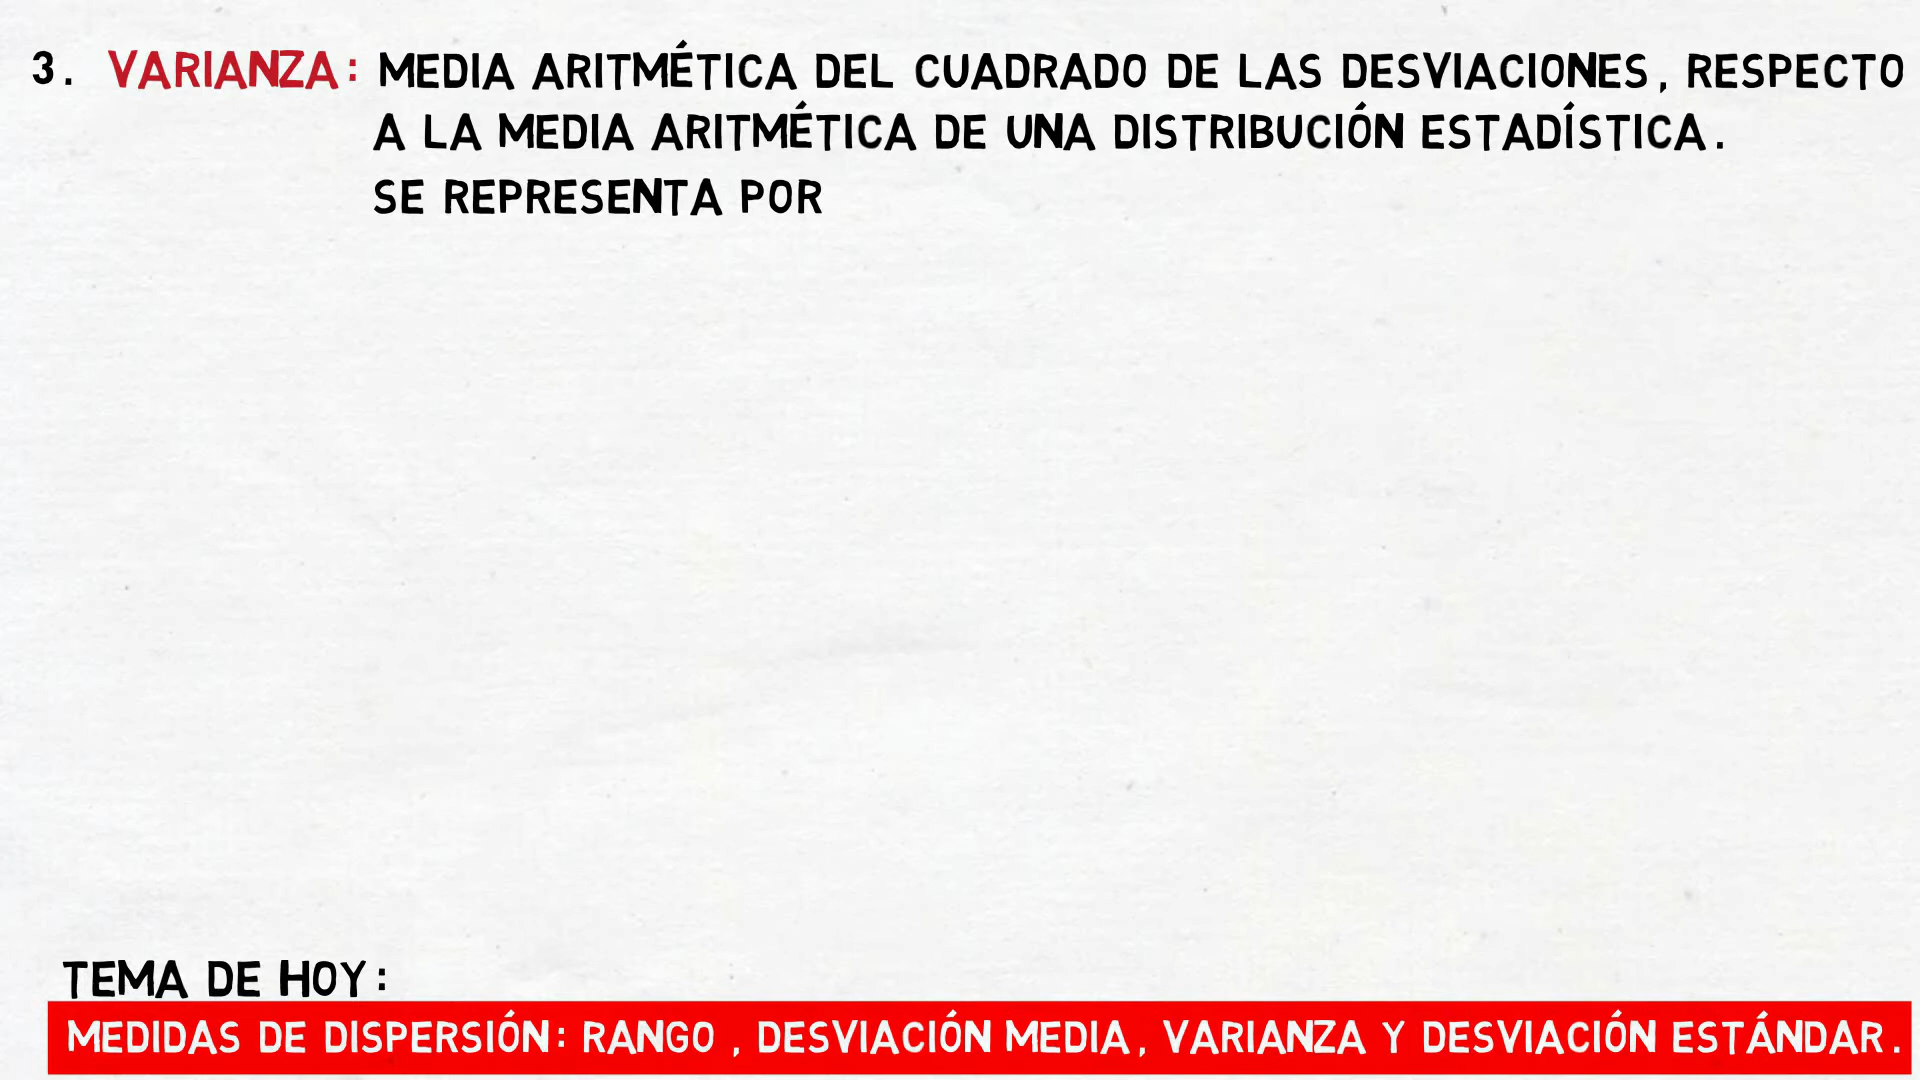 3. VARIANZA: MEDIA ARITMÉTICA DEL CUADRADO DE LAS DESVIACIONES, RESPECTO
A LA MEDIA ARITMÉTICA DE UNA DISTRIBUCIÓN ESTADÍSTICA.
SE REPRESENTA POR
TEMA DE HOY:
MEDIDAS DE DISPERSIÓN: RANGO , DESVIACIÓN MEDIA, VARIANZA Y DESVIACIÓN ESTÁNDAR.